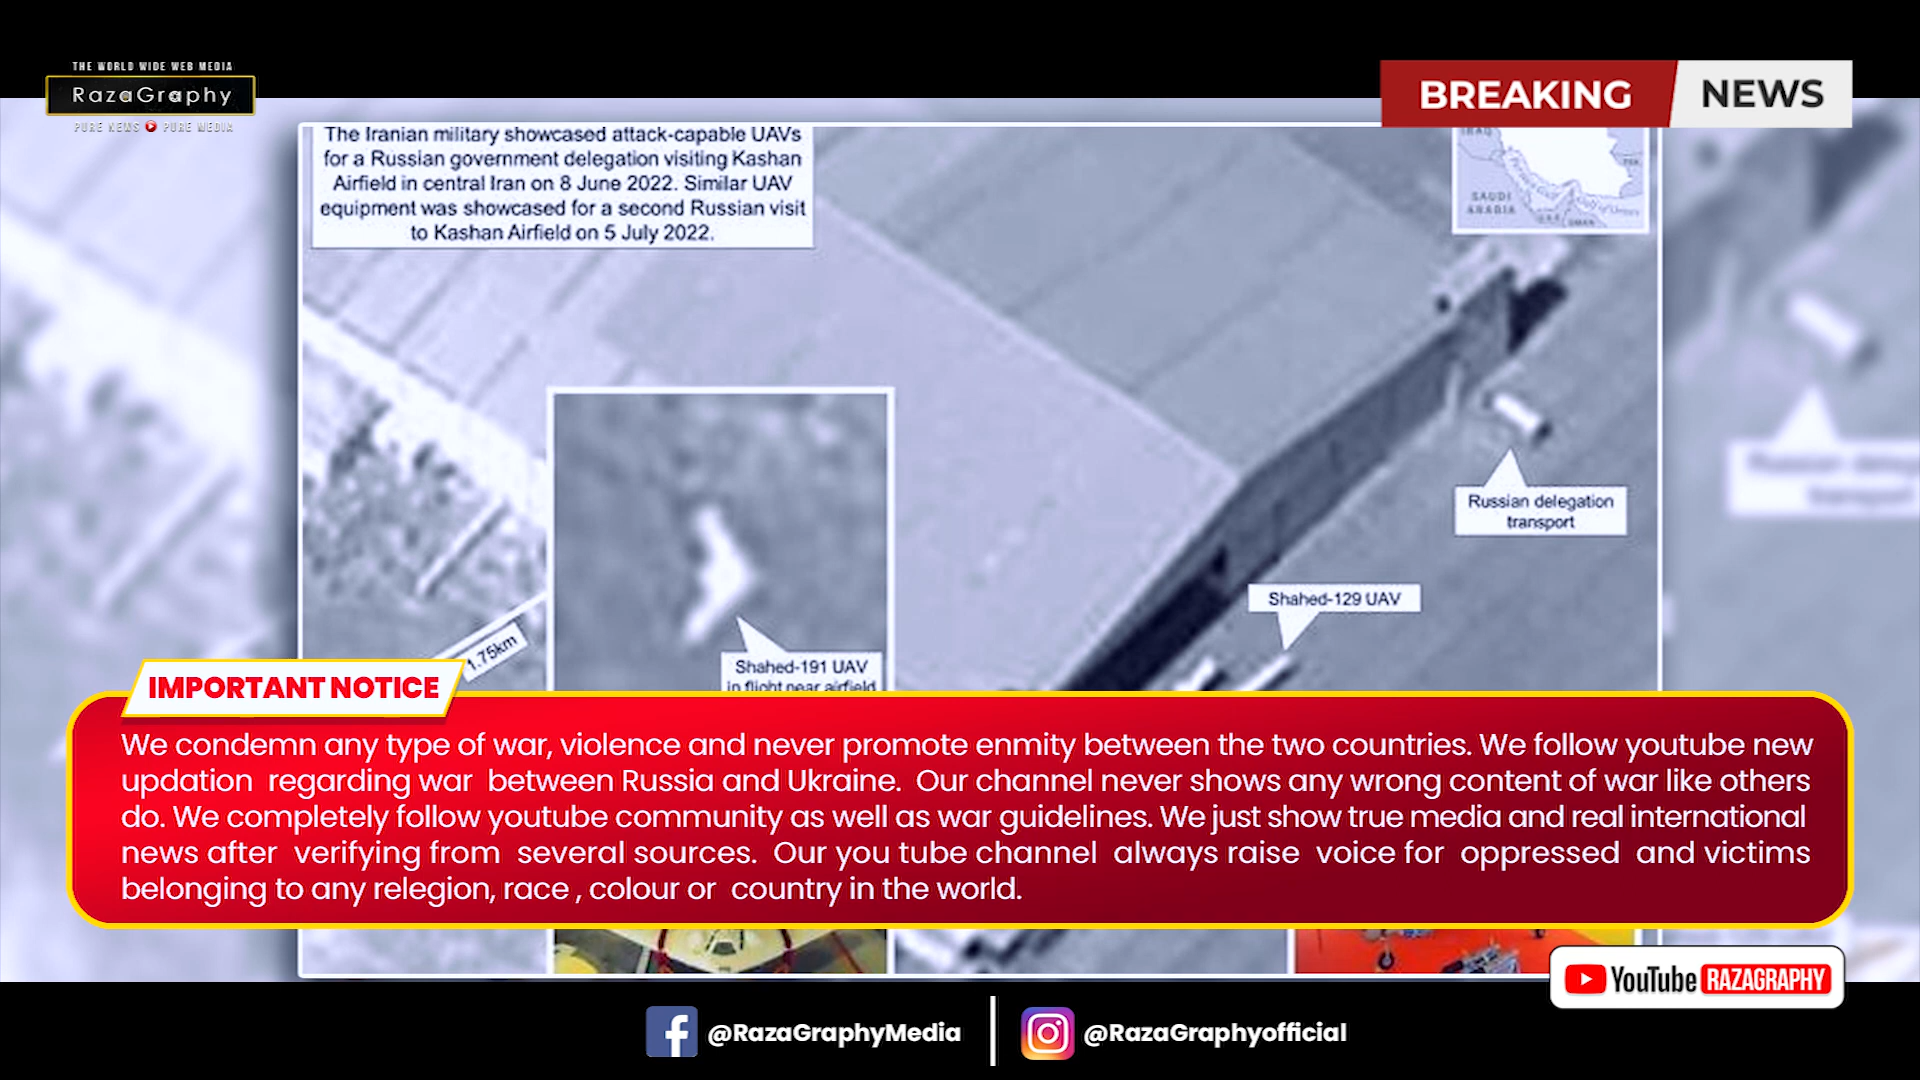 THE WORLD WIDE WEB MEDIA
RazaGraphy
PURE NEWS PURE MEDIA
BREAKING NEWS
The Iranian military showcased attack-capable UAVs
for a Russian government delegation visiting Kashan
Airfield in central Iran on 8 June 2022. Similar UAV
equipment was showcased for a second Russian visit
to Kashan Airfield on 5 July 2022.
IRAQ
SAUDI
ARABIA
Russian delegation
transport
Shahed-129 UAV
1.75km
Shahed-191 UAV
in flight near airfield
IMPORTANT NOTICE
We condemn any type of war, violence and never promote enmity between the two countries. We follow youtube new
updation regarding war between Russia and Ukraine. Our channel never shows any wrong content of war like others
do. We completely follow youtube community as well as war guidelines. We just show true media and real international
news after verifying from several sources. Our you tube channel always raise voice for oppressed and victims
belonging to any relegion, race , colour or country in the world.
YouTube RAZAGRAPHY
@RazaGraphyMedia
@RazaGraphyofficial